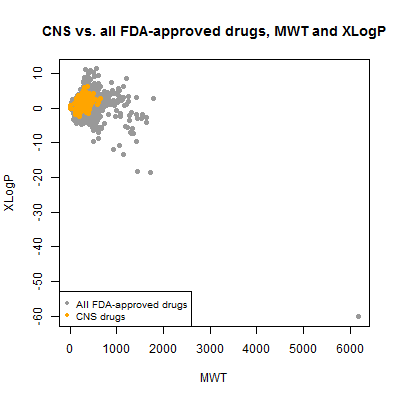 CNS vs. all FDA-approved drugs, MWT and XLogP
10
0
-10
-20
-30
-40
-50
-60
XLogP
All FDA-approved drugs
CNS drugs
0 1000 2000 3000 4000 5000 6000
MWT